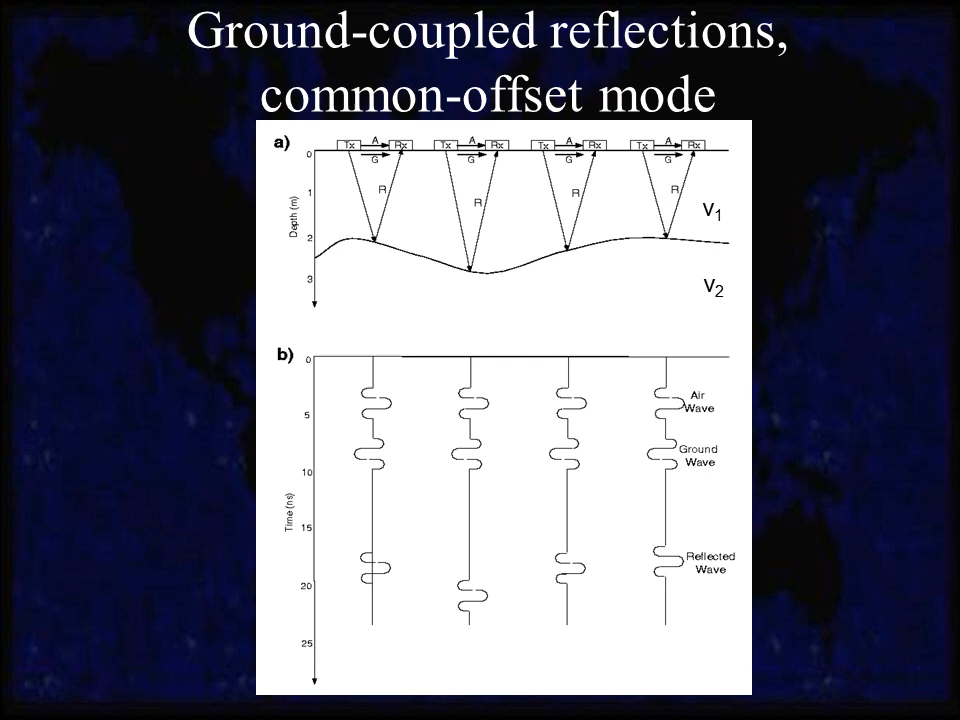 Ground-coupled reflections,
common-offset mode
a)
Tx A Rx Tx A Rx Tx A Rx Tx A Rx
0
G G G G
1
R R R R
Depth (m)
v1
2
3
v2
b)
0
Air
Wave
5
Ground
Wave
10
Time (ns)
15
Reflected
Wave
20
25